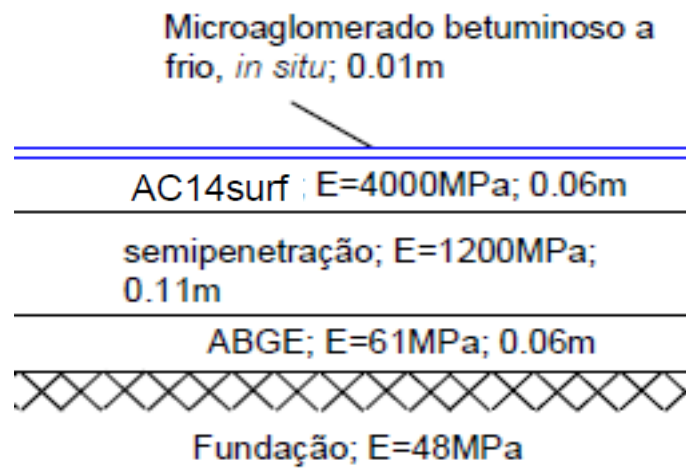 Microaglomerado betuminoso a
frio, in situ; 0.01m
AC14surf ; E=4000MPa; 0.06m
semipenetração; E=1200MPa;
0.11m
ABGE; E=61MPa; 0.06m
Fundação; E=48MPa